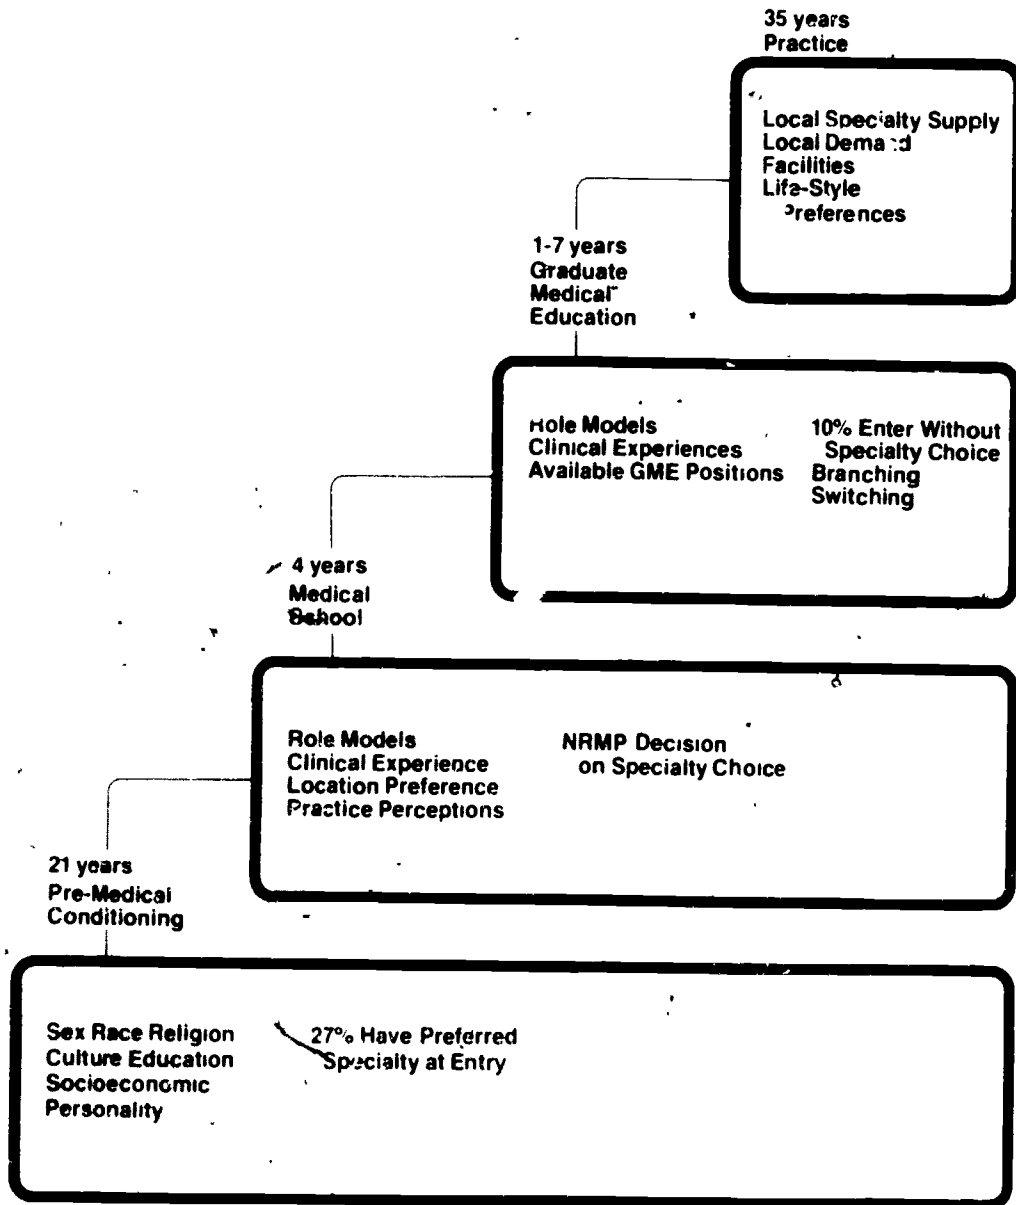 35 years
Practice
Local Specialty Supply
Local Demand
Facilities
Life-Style
Preferences
1-7 years
Graduate
Medical
Education
Role Models
Clinical Experiences
Available GME Positions
10% Enter Without
Specialty Choice
Branching
Switching
4 years
Medical
School
Role Models
Clinical Experience
Location Preference
Practice Perceptions
NRMP Decision
on Specialty Choice
21 years
Pre-Medical
Conditioning
Sex Race Religion
Culture Education
Socioeconomic
Personality
27% Have Preferred
Specialty at Entry